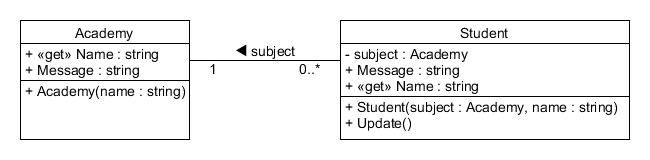 Academy
+ «get» Name : string
+ Message : string
+ Academy(name : string)
◀ subject
1
0..*
Student
- subject : Academy
+ Message : string
+ «get» Name : string
+ Student(subject : Academy, name : string)
+ Update()